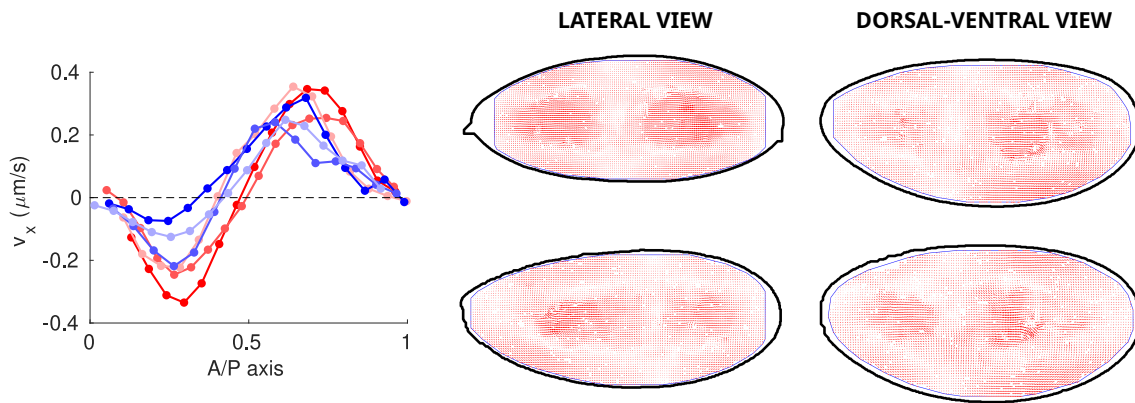 LATERAL VIEW
DORSAL-VENTRAL VIEW
0.4
0.2
0
-0.2
-0.4
v_x (μm/s)
0
0.5
1
A/P axis